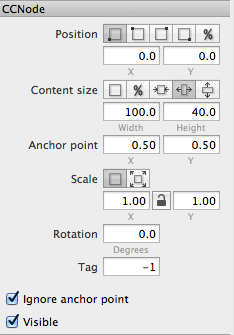 CCNode
Position %
0.0 0.0
X Y
Content size %
100.0 40.0
Width Height
Anchor point 0.50 0.50
X Y
Scale
1.00 1.00
X Y
Rotation 0.0
Degrees
Tag -1
Ignore anchor point
Visible